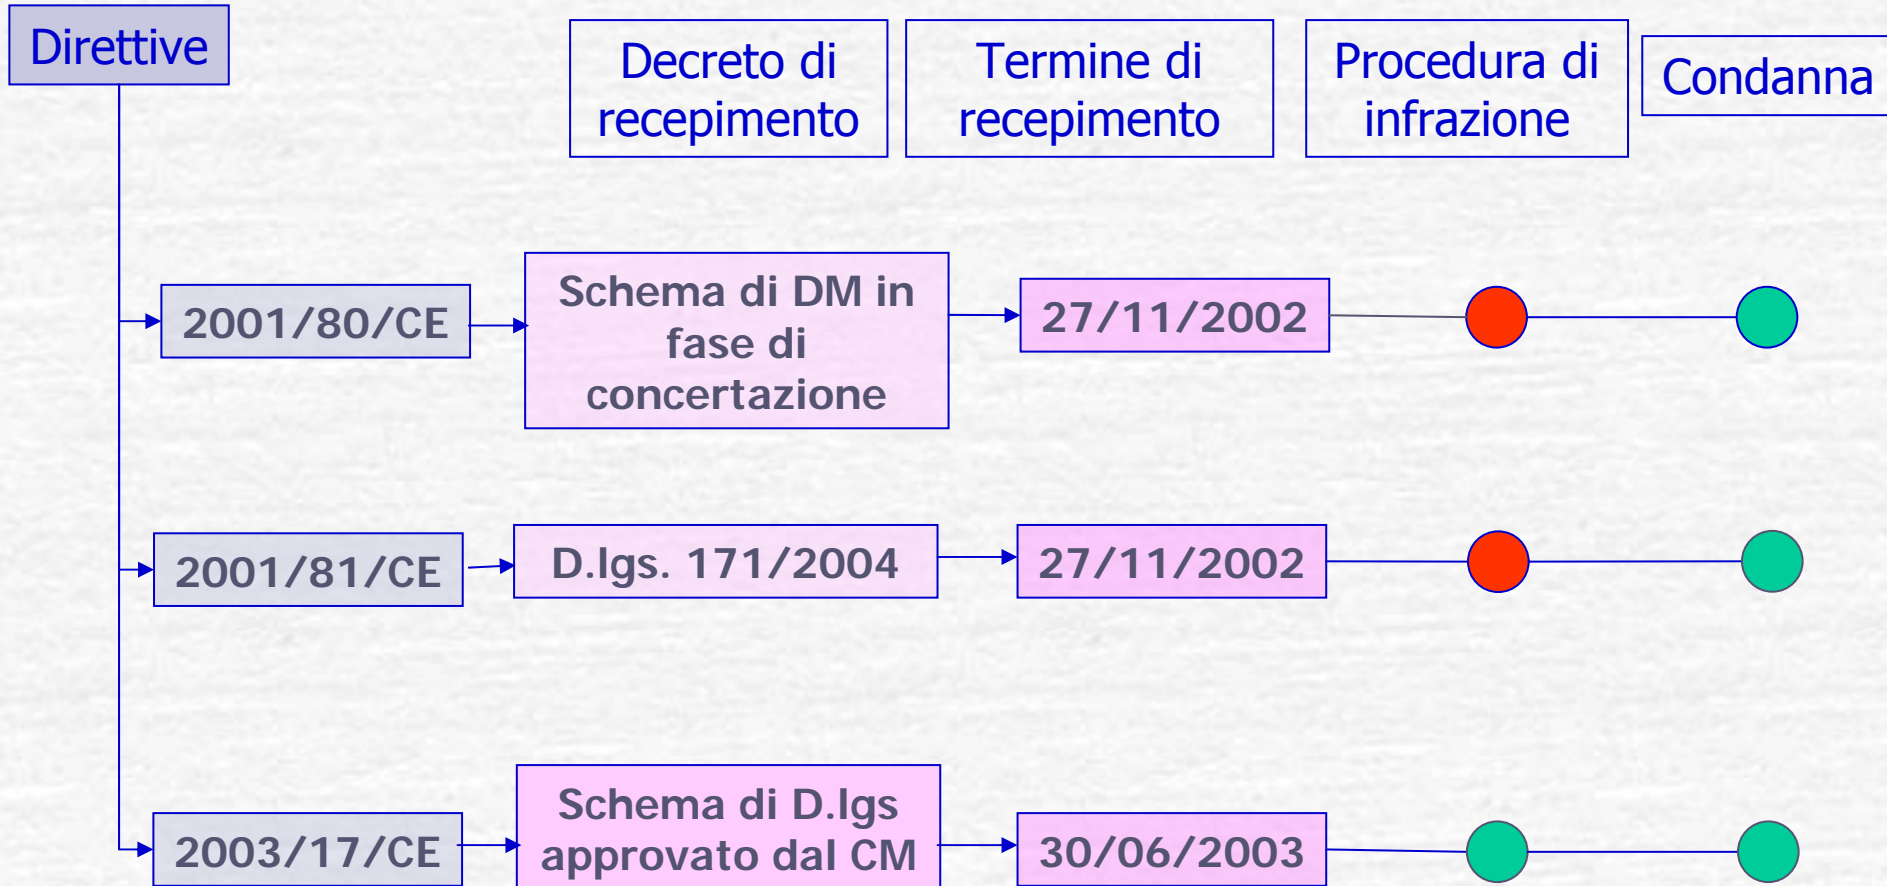 Direttive
Decreto di
recepimento
Termine di
recepimento
Procedura di
infrazione
Condanna
2001/80/CE
Schema di DM in
fase di
concertazione
27/11/2002
2001/81/CE
D.lgs. 171/2004
27/11/2002
2003/17/CE
Schema di D.lgs
approvato dal CM
30/06/2003